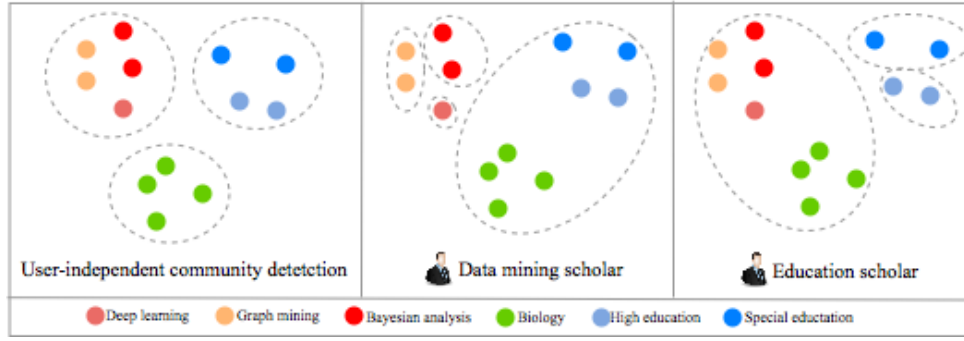 User-independent community detetction
Data mining scholar
Education scholar
Deep learning Graph mining Bayesian analysis Biology High education Special eductation